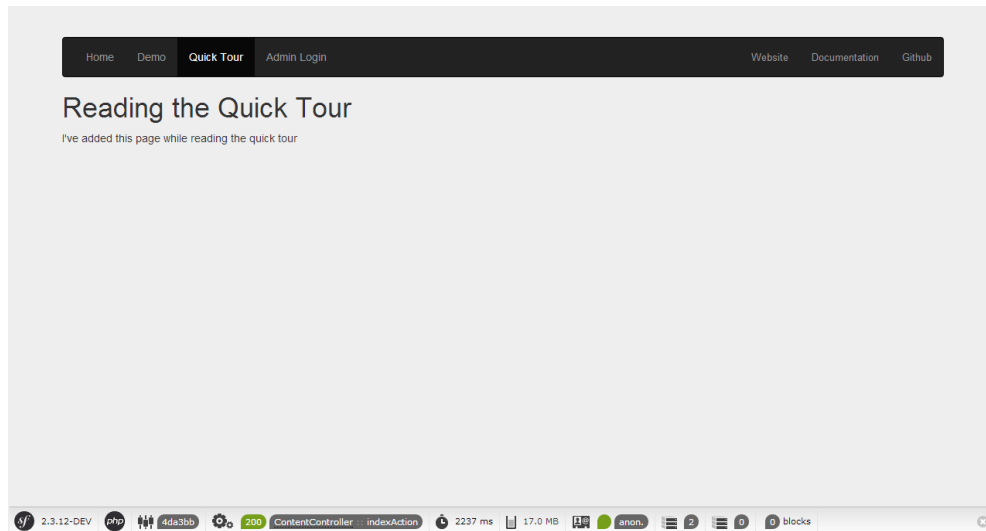 Home Demo Quick Tour Admin Login Website Documentation Github
Reading the Quick Tour
I've added this page while reading the quick tour
sf 2.3.12-DEV php 4da3bb 200 ContentController :: indexAction 2237 ms 17.0 MB anon. 2 0 0 blocks